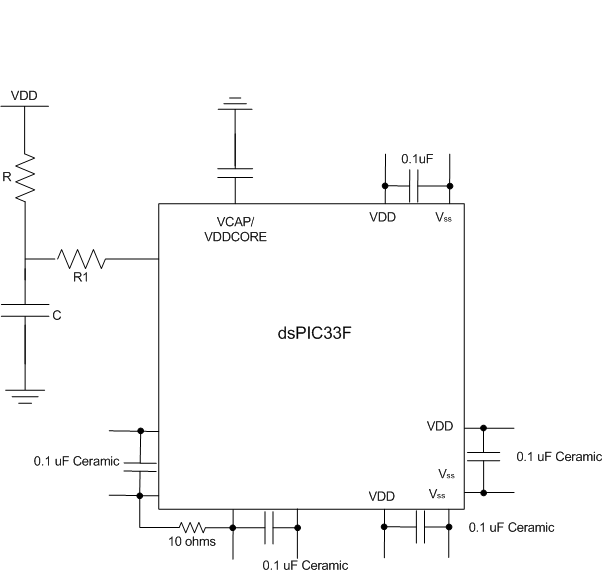 VDD
0.1uF
R
VCAP/
VDDCORE
VDD
Vss
R1
C
dsPIC33F
VDD
0.1 uF Ceramic
0.1 uF Ceramic
Vss
VDD
Vss
10 ohms
0.1 uF Ceramic
0.1 uF Ceramic